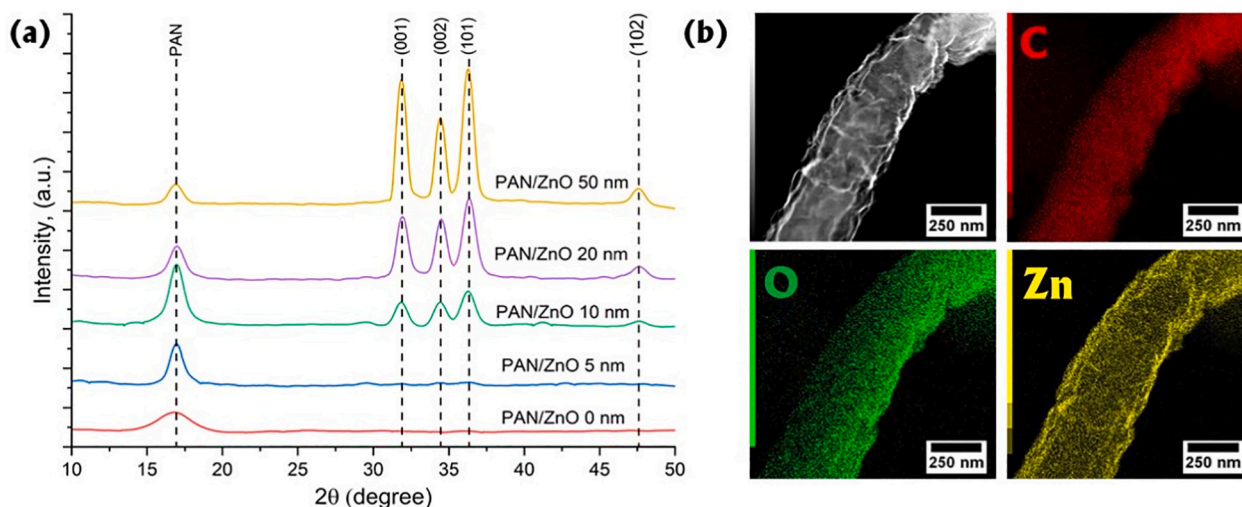 (a)
PAN
(001)
(002)
(101)
(102)
Intensity, (a.u.)
PAN/ZnO 50 nm
PAN/ZnO 20 nm
PAN/ZnO 10 nm
PAN/ZnO 5 nm
PAN/ZnO 0 nm
10 15 20 25 30 35 40 45 50
2θ (degree)
(b)
250 nm
C
250 nm
O
250 nm
Zn
250 nm